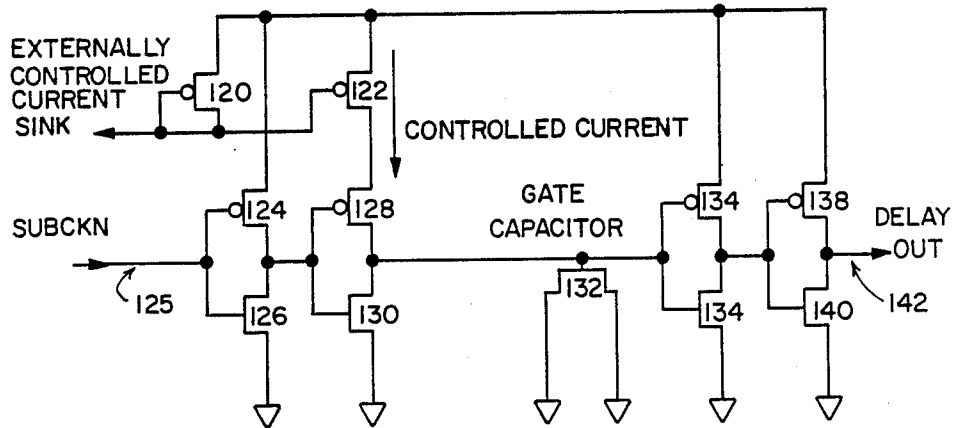 EXTERNALLY
CONTROLLED
CURRENT
SINK
120
122
CONTROLLED CURRENT
SUBCKN
125
124
126
128
130
GATE
CAPACITOR
132
134
134
138
140
DELAY
OUT
142